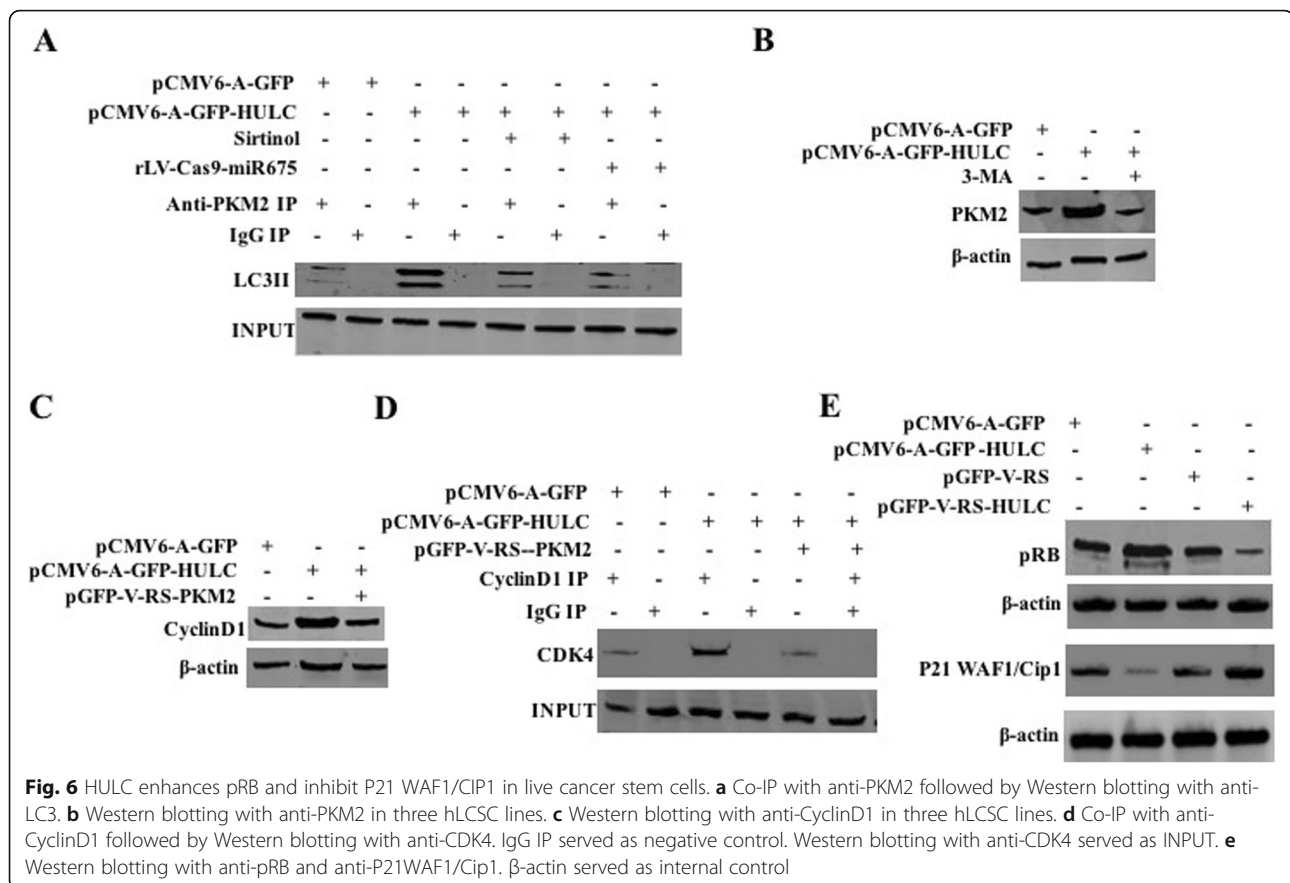 A
pCMV6-A-GFP + + - - - - - -
pCMV6-A-GFP-HULC - - + + + + + +
Sirtinol - - - - + + - -
rLV-Cas9-miR675 - - - - - - + +
Anti-PKM2 IP + - + - + - + -
IgG IP - + - + - + - +
LC3II
INPUT
B
pCMV6-A-GFP + - -
pCMV6-A-GFP-HULC - + +
3-MA - - +
PKM2
β-actin
C
pCMV6-A-GFP + - -
pCMV6-A-GFP-HULC - + +
pGFP-V-RS-PKM2 - - +
CyclinD1
β-actin
D
pCMV6-A-GFP + + - - - -
pCMV6-A-GFP-HULC - - + + + +
pGFP-V-RS--PKM2 - - - - + +
CyclinD1 IP + - + - - +
IgG IP - + - + - +
CDK4
INPUT
E
pCMV6-A-GFP + - - -
pCMV6-A-GFP-HULC - + - -
pGFP-V-RS - - + -
pGFP-V-RS-HULC - - - +
pRB
β-actin
P21 WAF1/Cip1
β-actin
Fig. 6 HULC enhances pRB and inhibit P21 WAF1/CIP1 in live cancer stem cells. a Co-IP with anti-PKM2 followed by Western blotting with anti-
LC3. b Western blotting with anti-PKM2 in three hLCSC lines. c Western blotting with anti-CyclinD1 in three hLCSC lines. d Co-IP with anti-
CyclinD1 followed by Western blotting with anti-CDK4. IgG IP served as negative control. Western blotting with anti-CDK4 served as INPUT. e
Western blotting with anti-pRB and anti-P21WAF1/Cip1. β-actin served as internal control